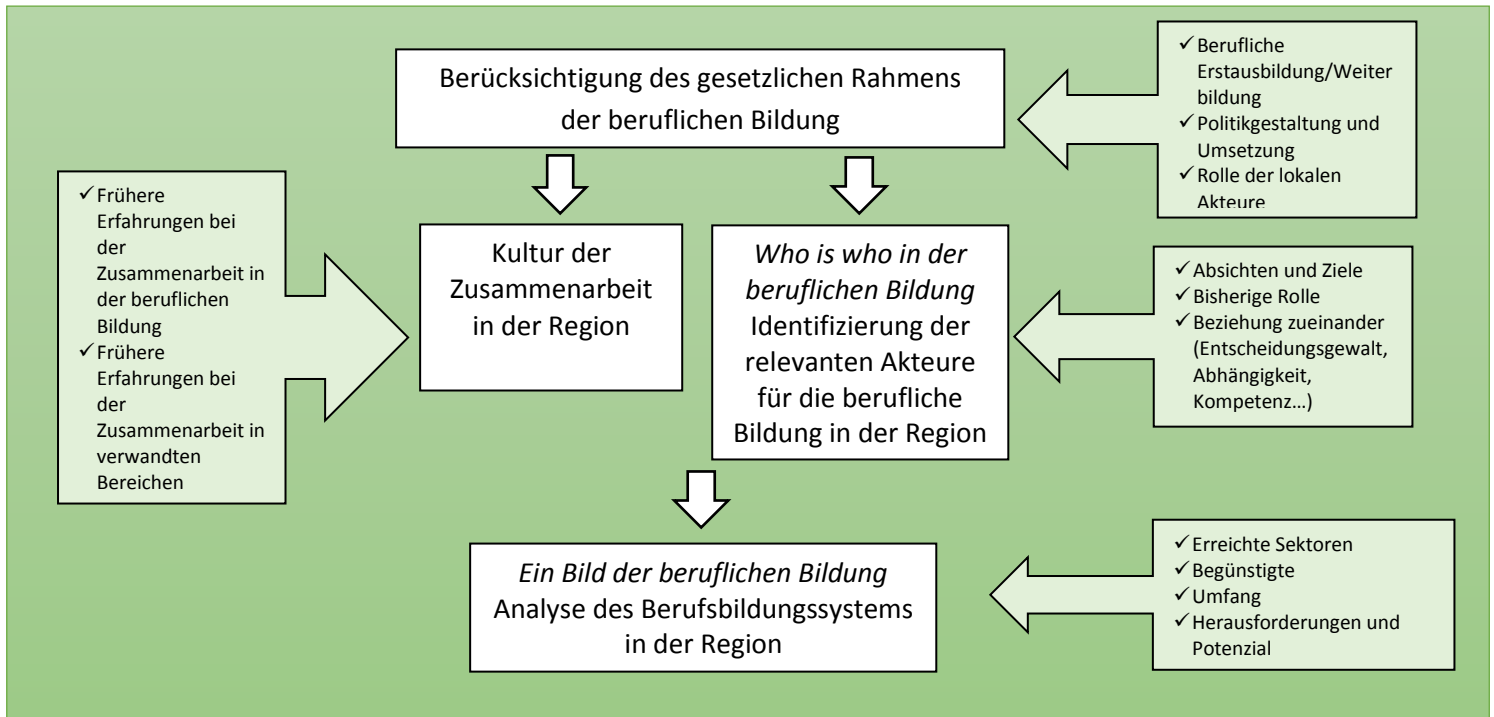 Berücksichtigung des gesetzlichen Rahmens
der beruflichen Bildung
✓ Berufliche
Erstausbildung/Weiter
bildung
✓ Politikgestaltung und
Umsetzung
✓ Rolle der lokalen
Akteure
✓ Frühere
Erfahrungen bei
der
Zusammenarbeit in
der beruflichen
Bildung
✓ Frühere
Erfahrungen bei
der
Zusammenarbeit in
verwandten
Bereichen
Kultur der
Zusammenarbeit
in der Region
Who is who in der
beruflichen Bildung
Identifizierung der
relevanten Akteure
für die berufliche
Bildung in der Region
✓ Absichten und Ziele
✓ Bisherige Rolle
✓ Beziehung zueinander
(Entscheidungsgewalt,
Abhängigkeit,
Kompetenz…)
Ein Bild der beruflichen Bildung
Analyse des Berufsbildungssystems
in der Region
✓ Erreichte Sektoren
✓ Begünstigte
✓ Umfang
✓ Herausforderungen und
Potenzial